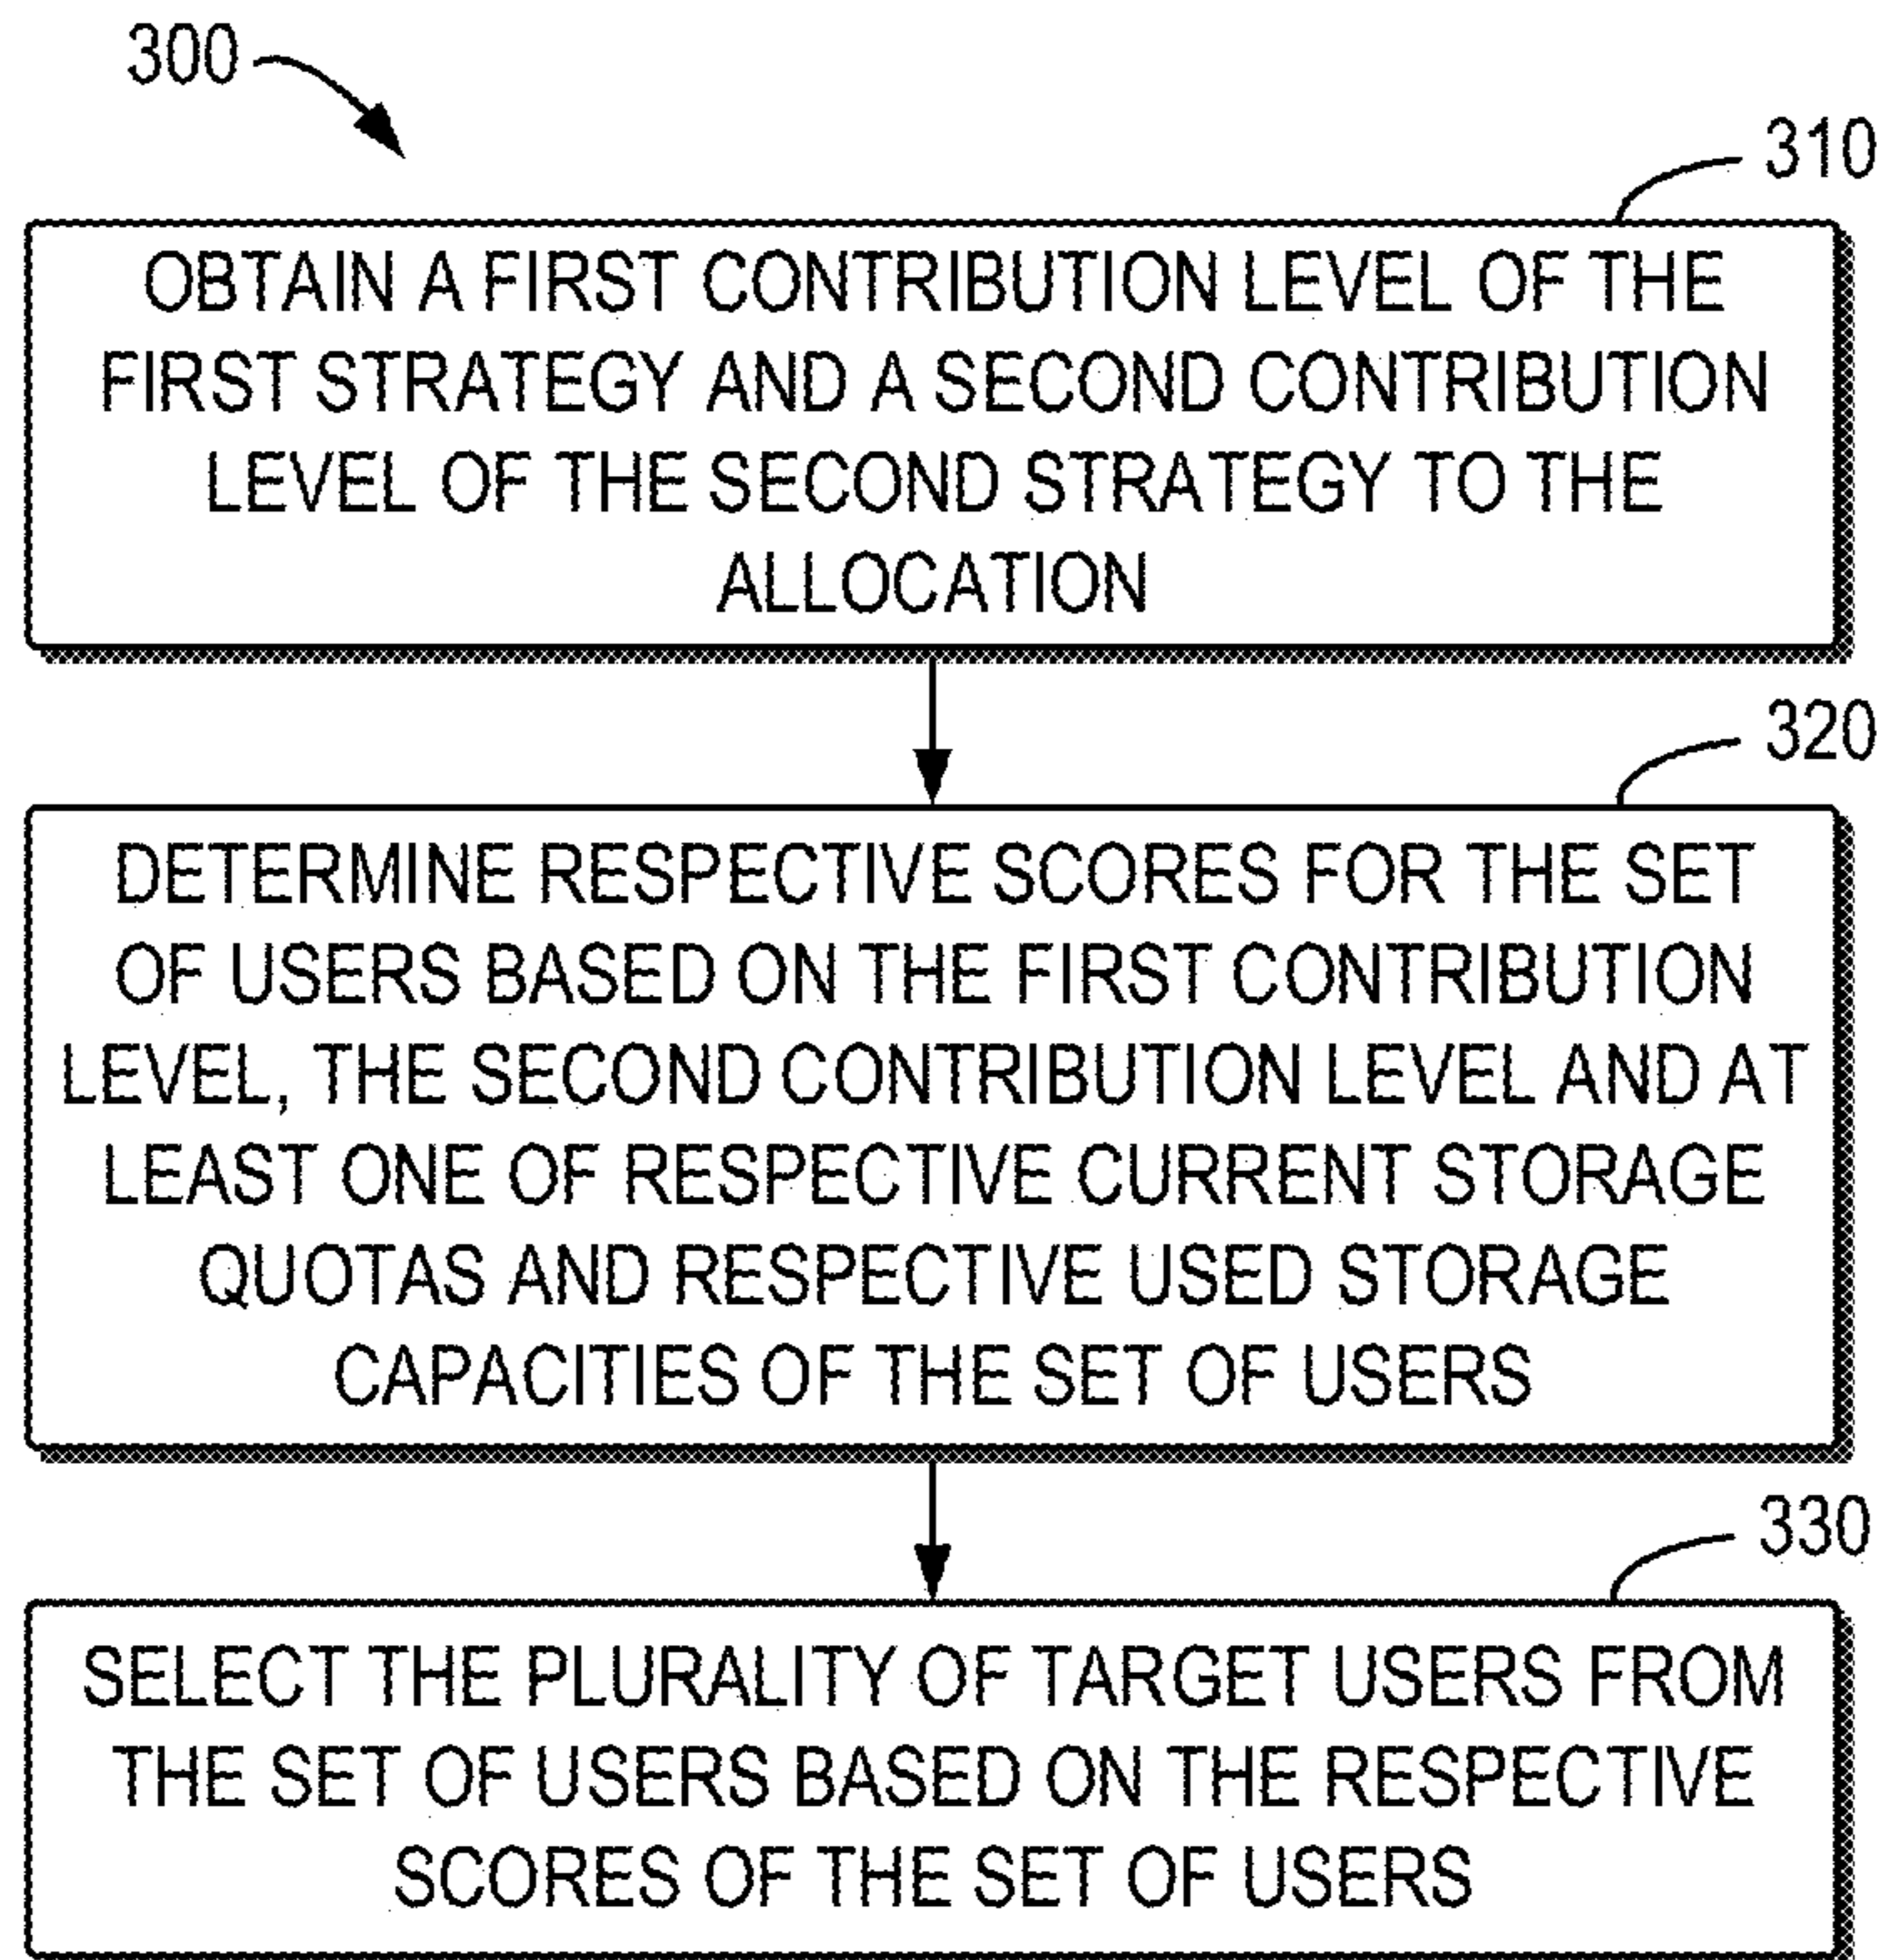 300
310
OBTAIN A FIRST CONTRIBUTION LEVEL OF THE
FIRST STRATEGY AND A SECOND CONTRIBUTION
LEVEL OF THE SECOND STRATEGY TO THE
ALLOCATION
320
DETERMINE RESPECTIVE SCORES FOR THE SET
OF USERS BASED ON THE FIRST CONTRIBUTION
LEVEL, THE SECOND CONTRIBUTION LEVEL AND AT
LEAST ONE OF RESPECTIVE CURRENT STORAGE
QUOTAS AND RESPECTIVE USED STORAGE
CAPACITIES OF THE SET OF USERS
330
SELECT THE PLURALITY OF TARGET USERS FROM
THE SET OF USERS BASED ON THE RESPECTIVE
SCORES OF THE SET OF USERS